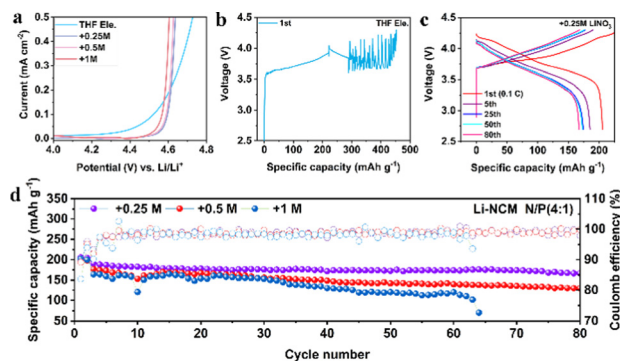 a
THF Ele.
+0.25M
+0.5M
+1M
Current (mA cm⁻²)
0.5
0.4
0.3
0.2
0.1
0.0
4.0 4.2 4.4 4.6 4.8
Potential (V) vs. Li/Li⁺
b
1st
THF Ele.
Voltage (V)
4.5
4.0
3.5
3.0
2.5
0 100 200 300 400 500
Specific capacity (mAh g⁻¹)
c
+0.25M LiNO₃
1st (0.1 C)
5th
25th
50th
80th
Voltage (V)
4.5
4.0
3.5
3.0
2.5
0 50 100 150 200
Specific capacity (mAh g⁻¹)
d
+0.25 M
+0.5 M
+1 M
Li-NCM N/P(4:1)
Specific capacity (mAh g⁻¹)
350
300
250
200
150
100
50
Coulomb efficiency (%)
110
100
90
80
70
0 10 20 30 40 50 60 70 80
Cycle number